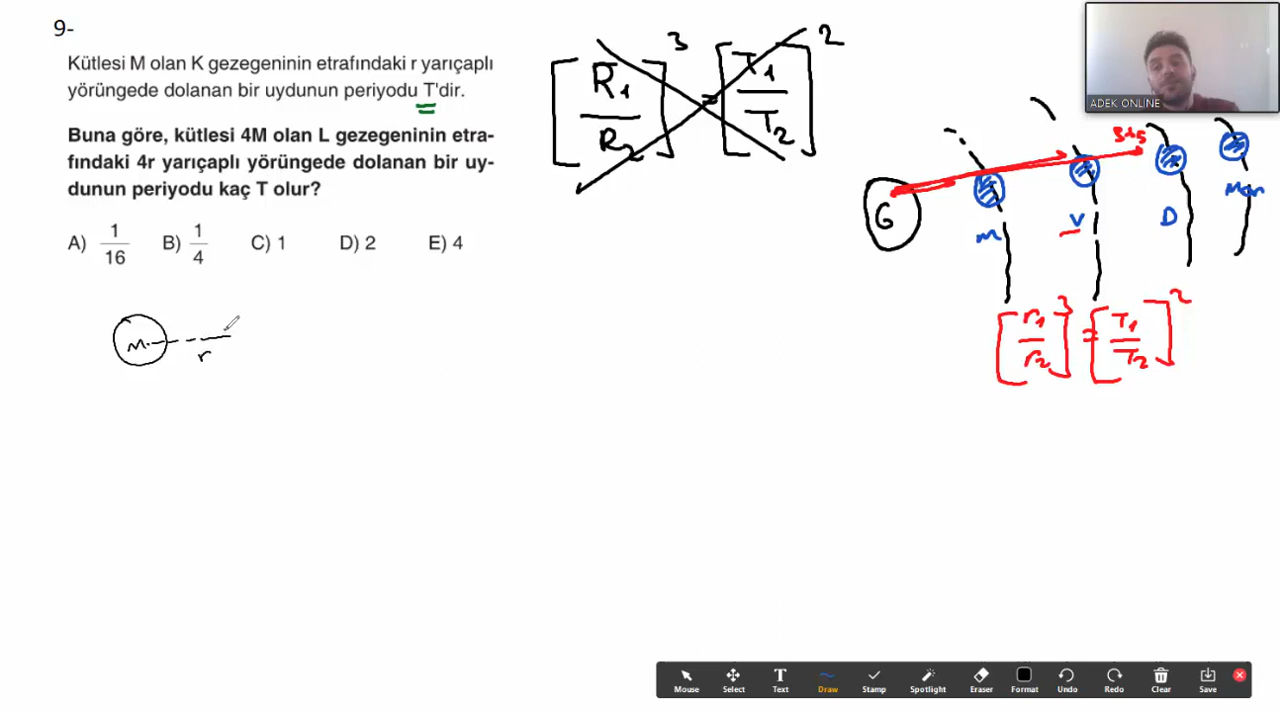 9-
Kütlesi M olan K gezegeninin etrafındaki r yarıçaplı
yörüngede dolanan bir uydunun periyodu T'dir.
Buna göre, kütlesi 4M olan L gezegeninin etra-
fındaki 4r yarıçaplı yörüngede dolanan bir uy-
dunun periyodu kaç T olur?
A) 1/16 B) 1/4 C) 1 D) 2 E) 4
M r
[R1/R2]^3 = [T1/T2]^2
ADEK ONLINE
G
M V D Mar
[r1/r2]^3 = [T1/T2]^2
Mouse Select Text Draw Stamp Spotlight Eraser Format Undo Redo Clear Save